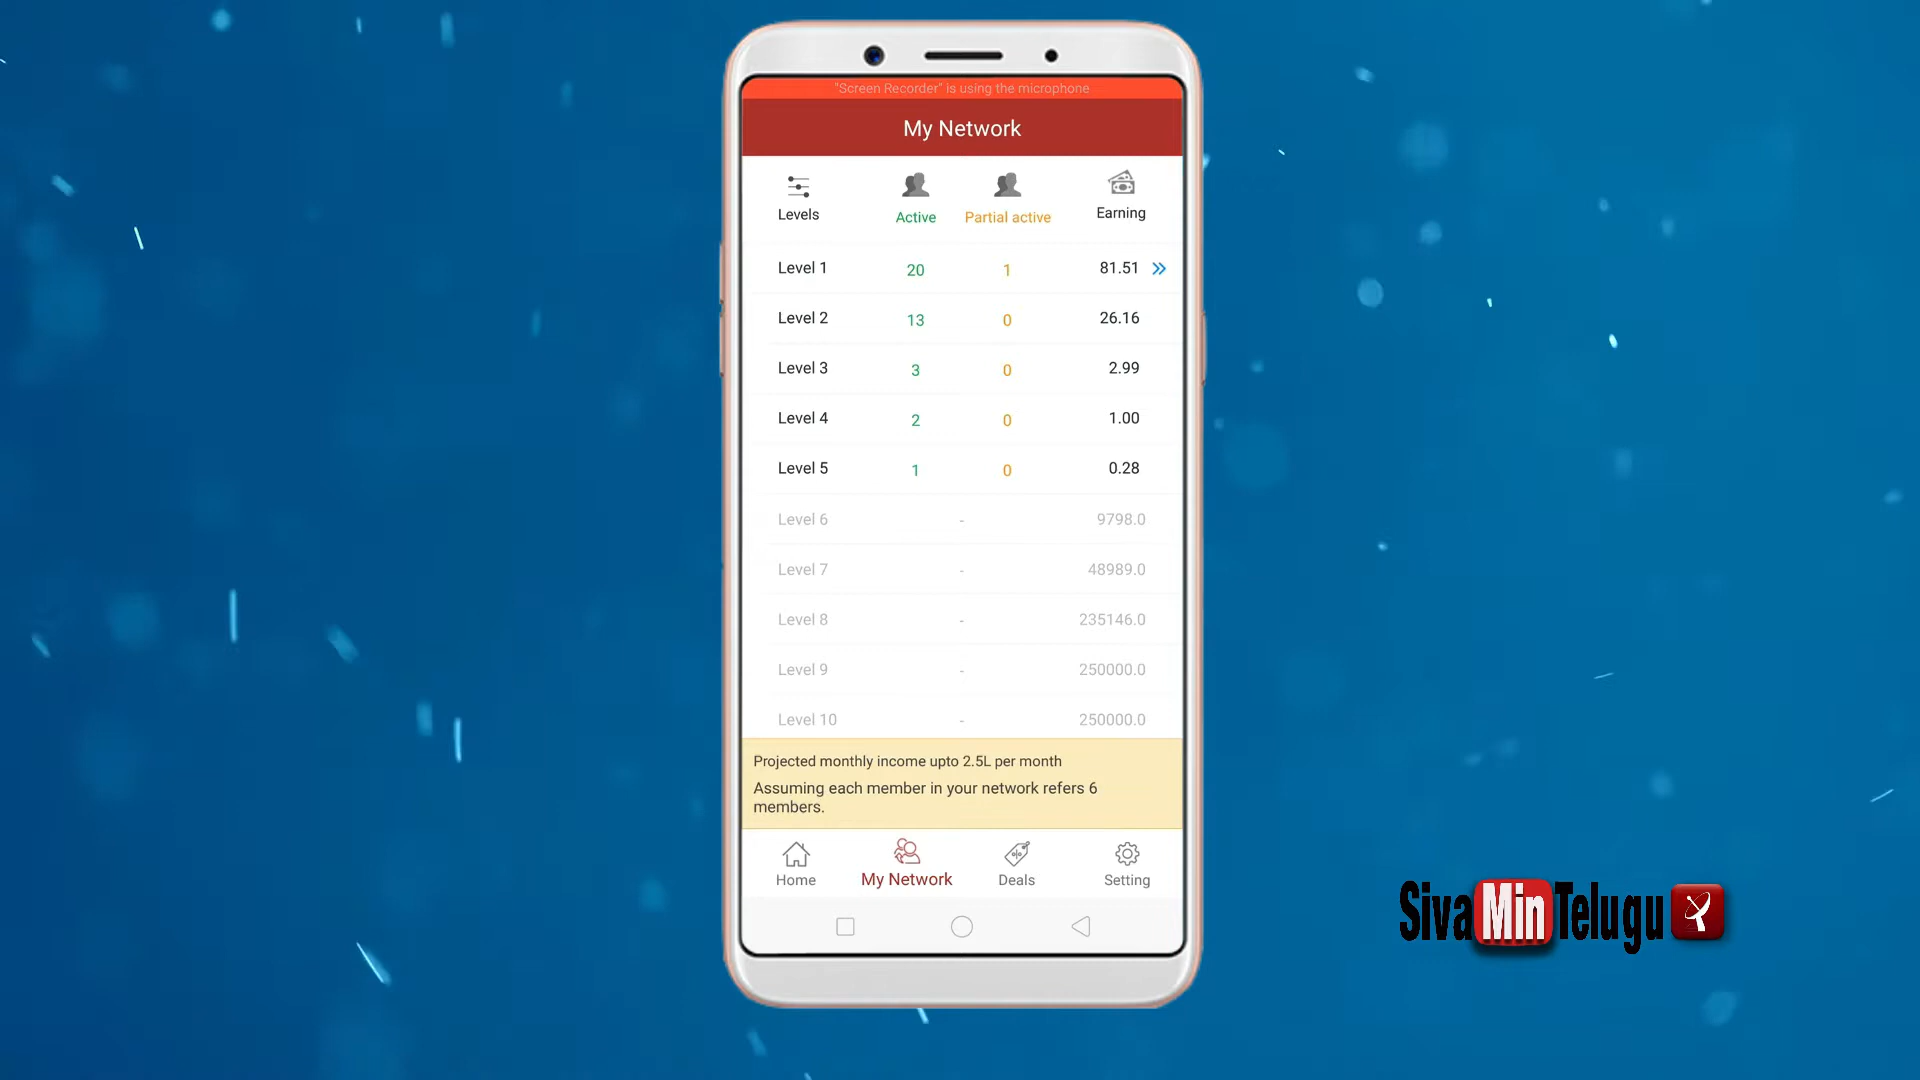 "Screen Recorder" is using the microphone
My Network
Levels Active Partial active Earning
Level 1 20 1 81.51
Level 2 13 0 26.16
Level 3 3 0 2.99
Level 4 2 0 1.00
Level 5 1 0 0.28
Level 6 - 9798.0
Level 7 - 48989.0
Level 8 - 235146.0
Level 9 - 250000.0
Level 10 - 250000.0
Projected monthly income upto 2.5L per month
Assuming each member in your network refers 6
members.
Home My Network Deals Setting
SivaMinTelugu